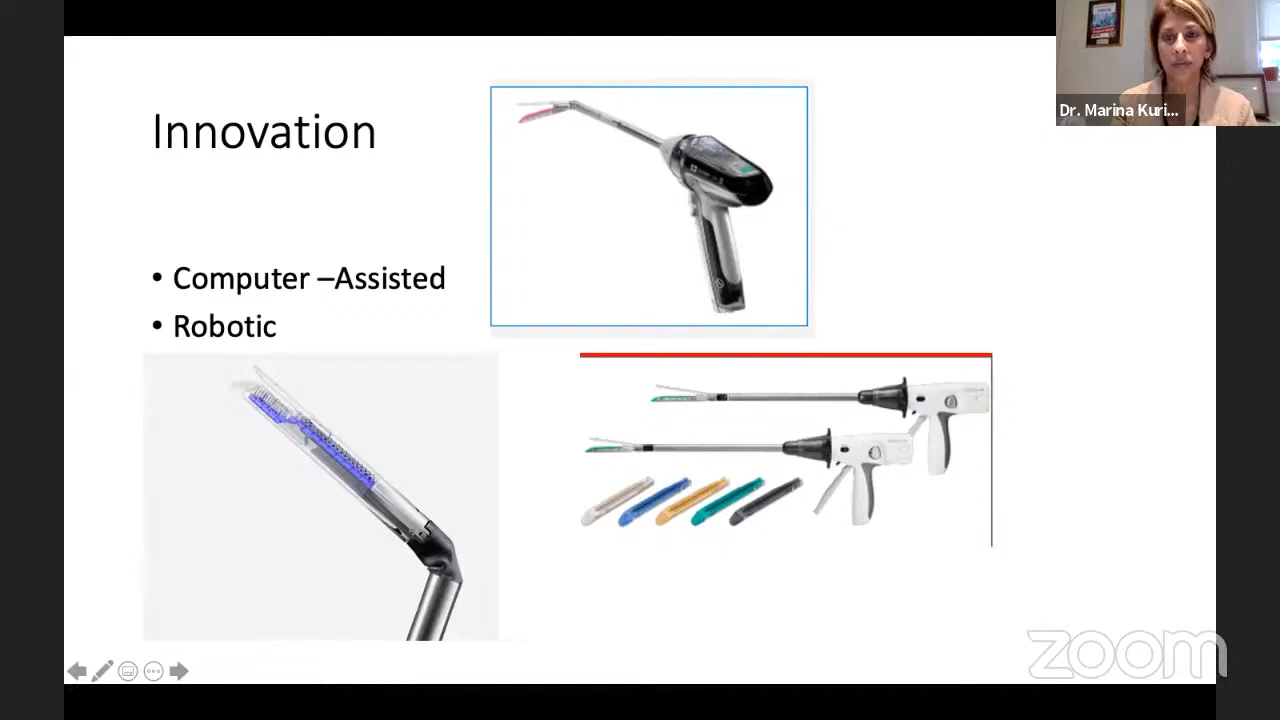 Innovation
• Computer –Assisted
• Robotic
Dr. Marina Kuri...
zoom